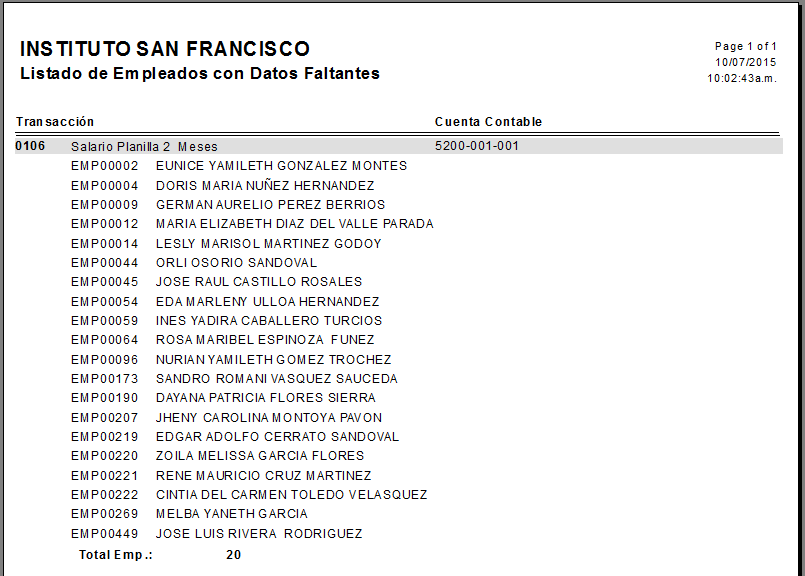 INSTITUTO SAN FRANCISCO
Listado de Empleados con Datos Faltantes
Page 1 of 1
10/07/2015
10:02:43a.m.
Transacción Cuenta Contable
0106 Salario Planilla 2 Meses 5200-001-001
EMP00002 EUNICE YAMILETH GONZALEZ MONTES
EMP00004 DORIS MARIA NUÑEZ HERNANDEZ
EMP00009 GERMAN AURELIO PEREZ BERRIOS
EMP00012 MARIA ELIZABETH DIAZ DEL VALLE PARADA
EMP00014 LESLY MARISOL MARTINEZ GODOY
EMP00044 ORLI OSORIO SANDOVAL
EMP00045 JOSE RAUL CASTILLO ROSALES
EMP00054 EDA MARLENY ULLOA HERNANDEZ
EMP00059 INES YADIRA CABALLERO TURCIOS
EMP00064 ROSA MARIBEL ESPINOZA FUNEZ
EMP00096 NURIAN YAMILETH GOMEZ TROCHEZ
EMP00173 SANDRO ROMANI VASQUEZ SAUCEDA
EMP00190 DAYANA PATRICIA FLORES SIERRA
EMP00207 JHENY CAROLINA MONTOYA PAVON
EMP00219 EDGAR ADOLFO CERRATO SANDOVAL
EMP00220 ZOILA MELISSA GARCIA FLORES
EMP00221 RENE MAURICIO CRUZ MARTINEZ
EMP00222 CINTIA DEL CARMEN TOLEDO VELASQUEZ
EMP00269 MELBA YANETH GARCIA
EMP00449 JOSE LUIS RIVERA RODRIGUEZ
Total Emp.: 20